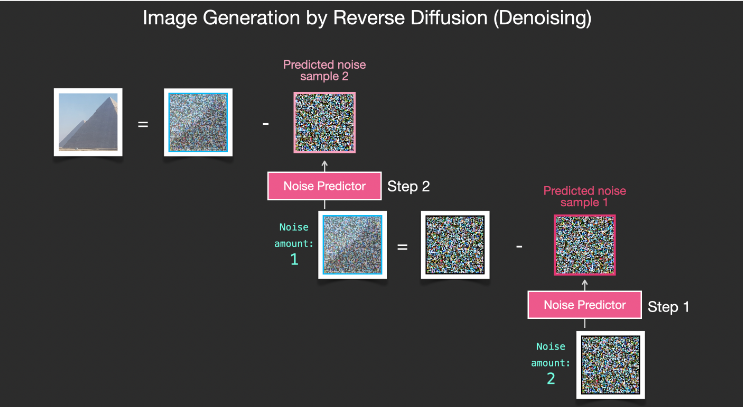 Image Generation by Reverse Diffusion (Denoising)
Predicted noise
sample 2
=
-
Noise Predictor
Step 2
Noise
amount:
1
=
-
Predicted noise
sample 1
Noise Predictor
Step 1
Noise
amount:
2